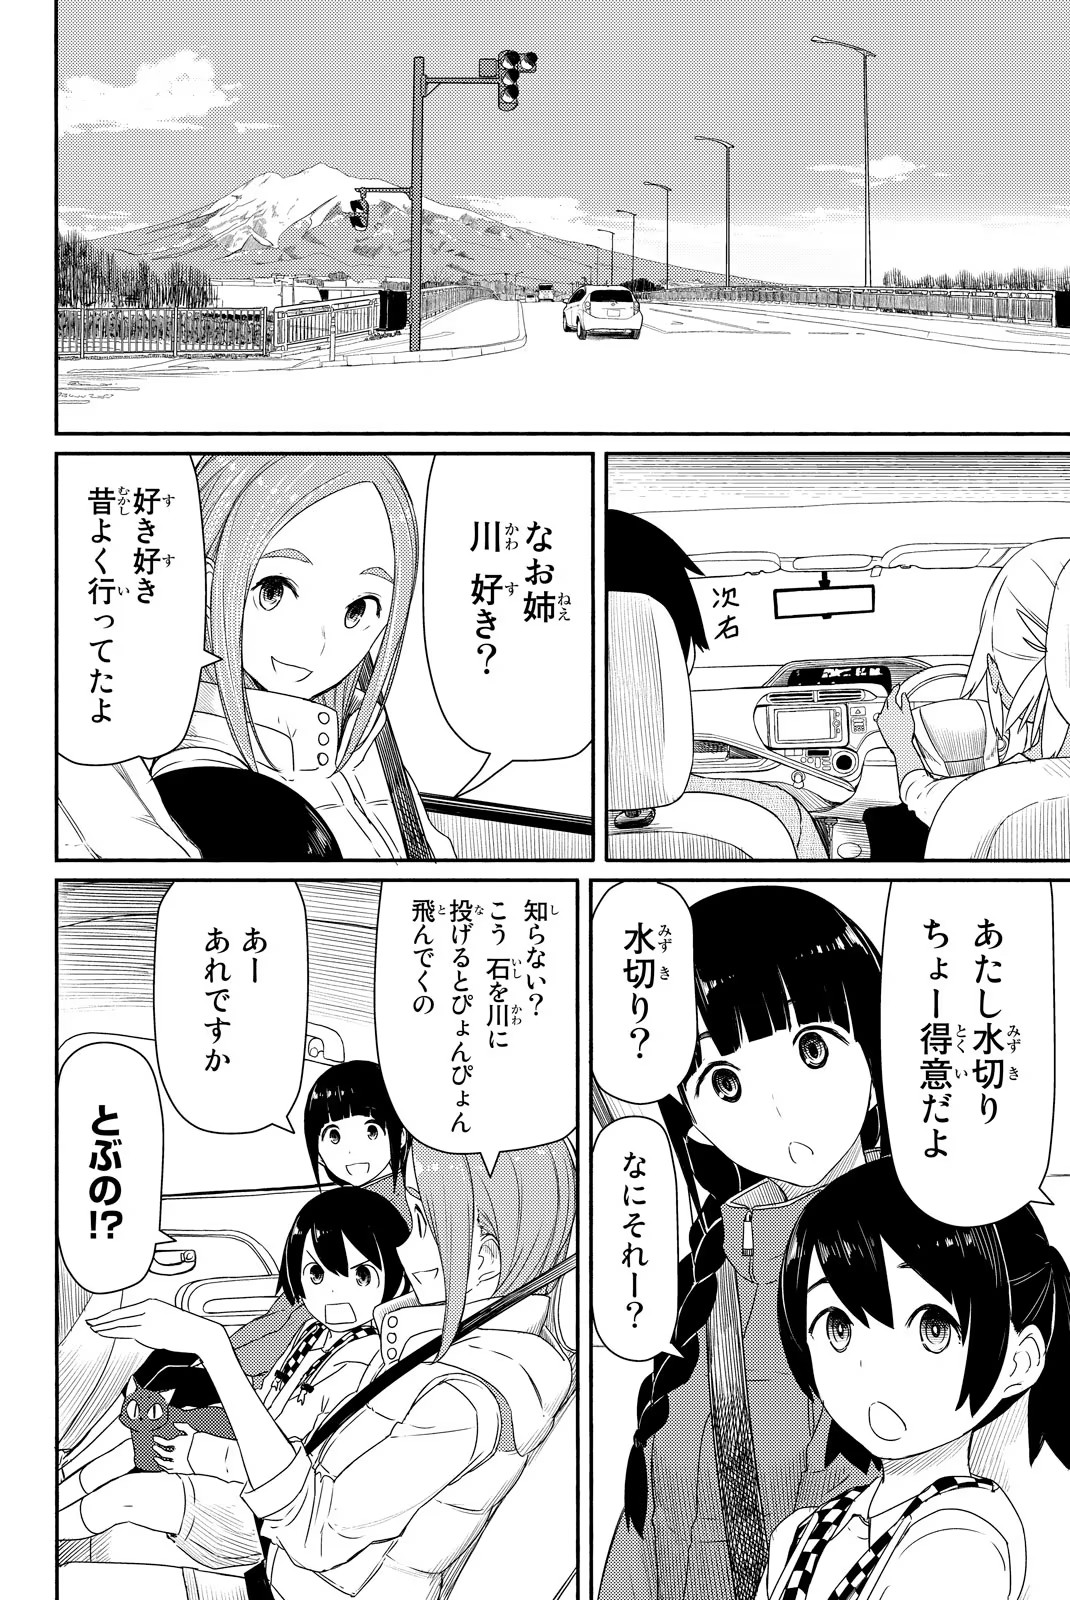 次
右
なお姉
川 好き?
好き好き
昔よく行ってたよ
あたし水切り
ちょー得意だよ
水切り?
なにそれー?
知らない?
こう 石を川に
投げるとぴょんぴょん
飛んでくの
あー
あれですか
とぶの!?